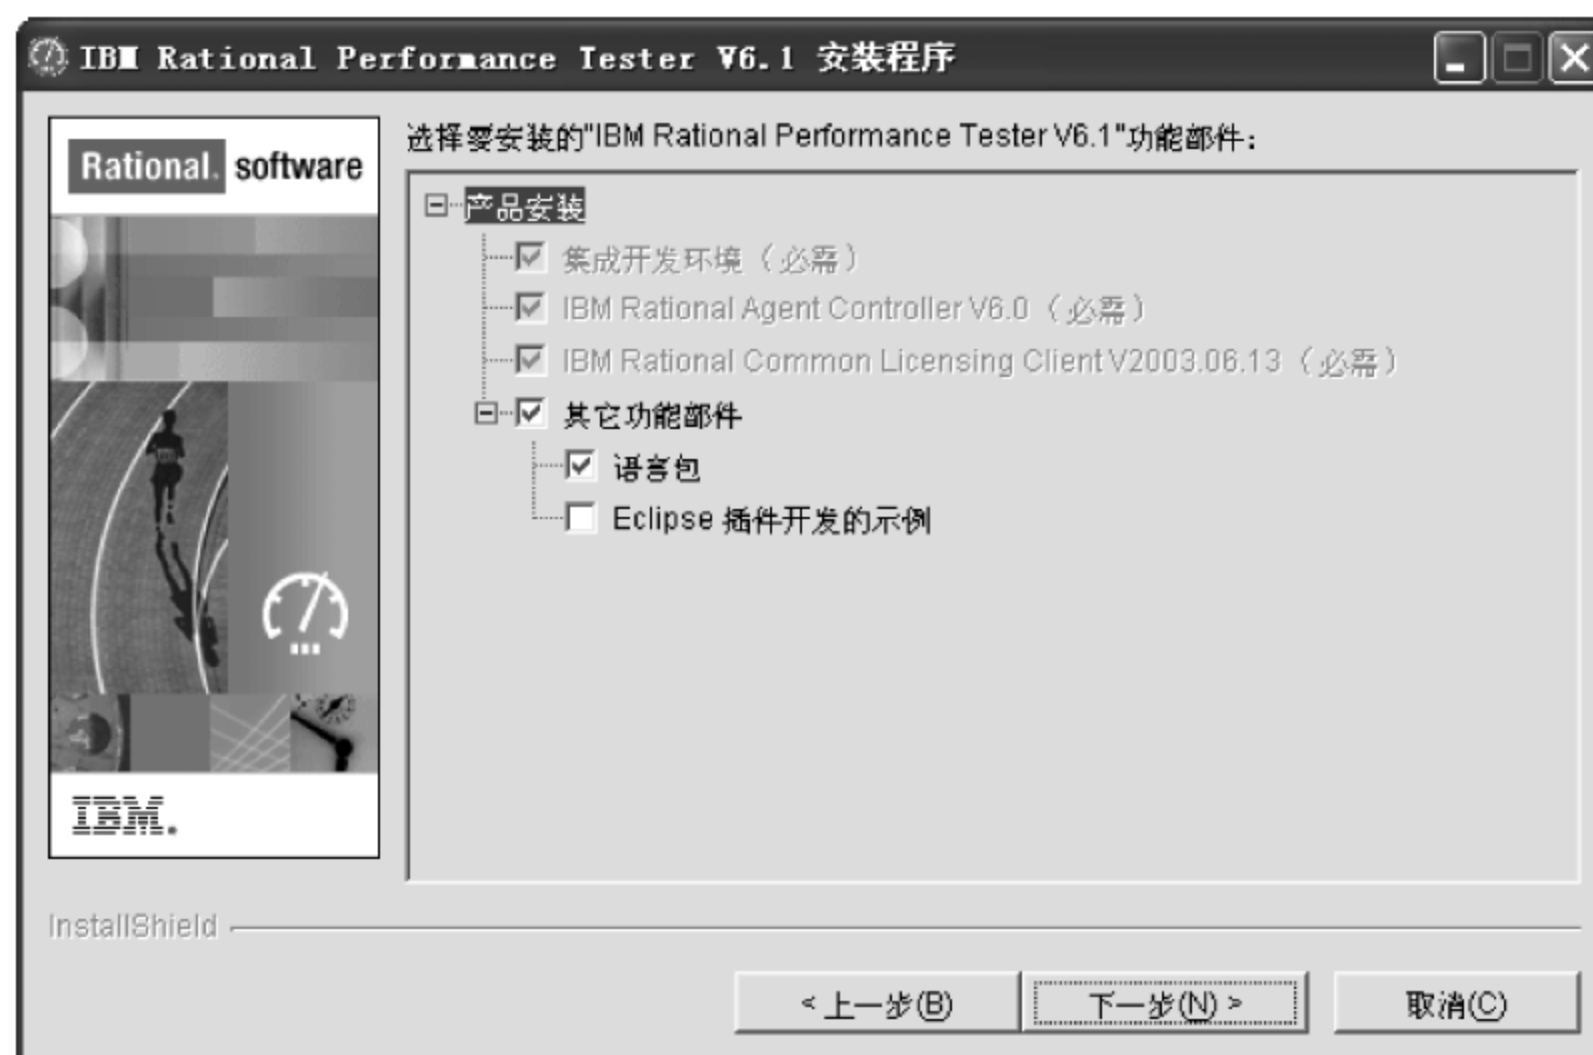 IBM Rational Performance Tester V6.1 安装程序
Rational. software
选择要安装的"IBM Rational Performance Tester V6.1"功能部件:
产品安装
集成开发环境（必需）
IBM Rational Agent Controller V6.0（必需）
IBM Rational Common Licensing Client V2003.06.13（必需）
其它功能部件
语言包
Eclipse 插件开发的示例
IBM.
InstallShield
< 上一步(B)
下一步(N) >
取消(C)